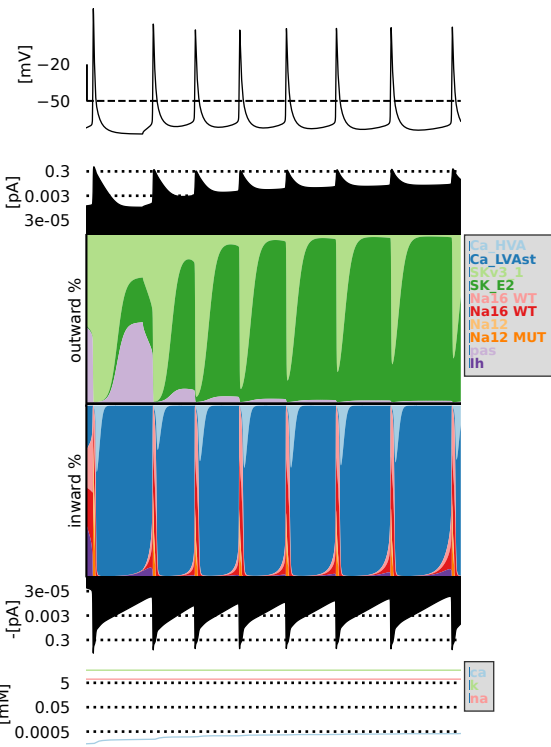 [mV]
−20
−50
[pA]
0.3
0.003
3e-05
outward %
Ca_HVA
Ca_LVAst
SKv3_1
SK_E2
Na16 WT
Na16 WT
Na12
Na12 MUT
pas
Ih
inward %
-[pA]
3e-05
0.003
0.3
[mM]
5
0.05
0.0005
ca
k
na